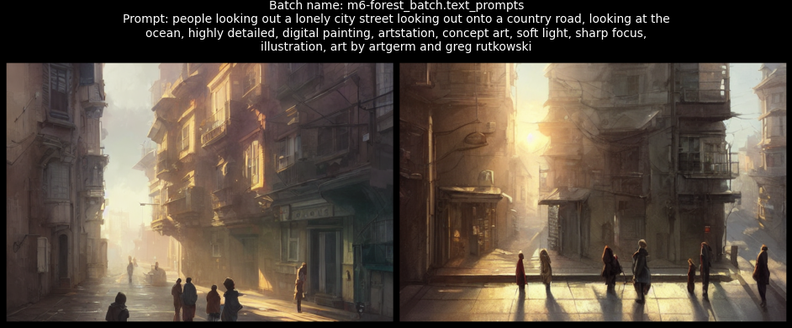 Batch name: m6-forest_batch.text_prompts
Prompt: people looking out a lonely city street looking out onto a country road, looking at the
ocean, highly detailed, digital painting, artstation, concept art, soft light, sharp focus,
illustration, art by artgerm and greg rutkowski